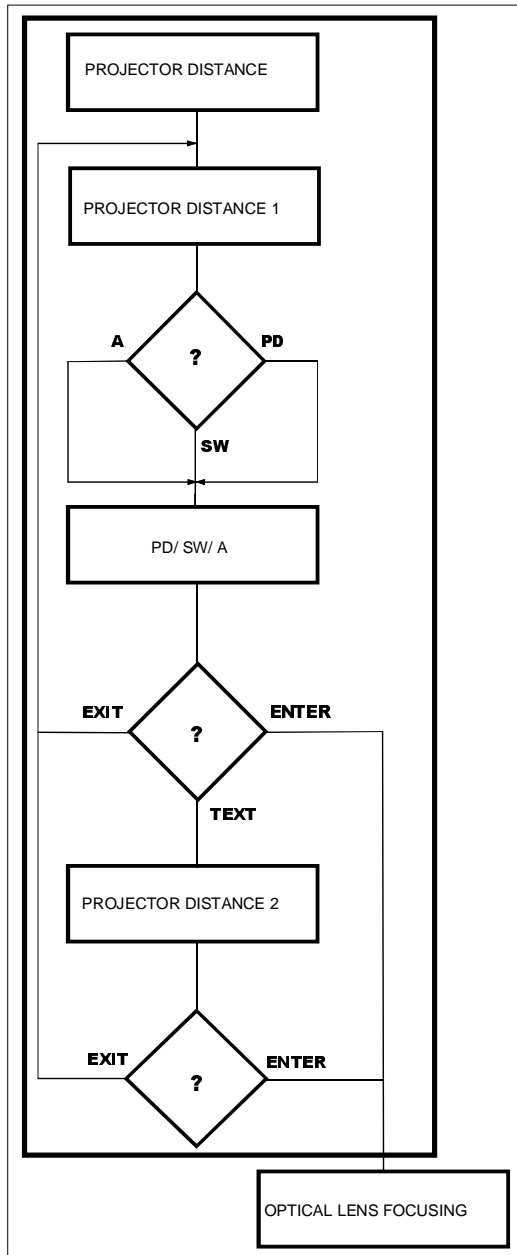 PROJECTOR DISTANCE
PROJECTOR DISTANCE 1
A ? PD
SW
PD/ SW/ A
EXIT ? ENTER
TEXT
PROJECTOR DISTANCE 2
EXIT ? ENTER
OPTICAL LENS FOCUSING